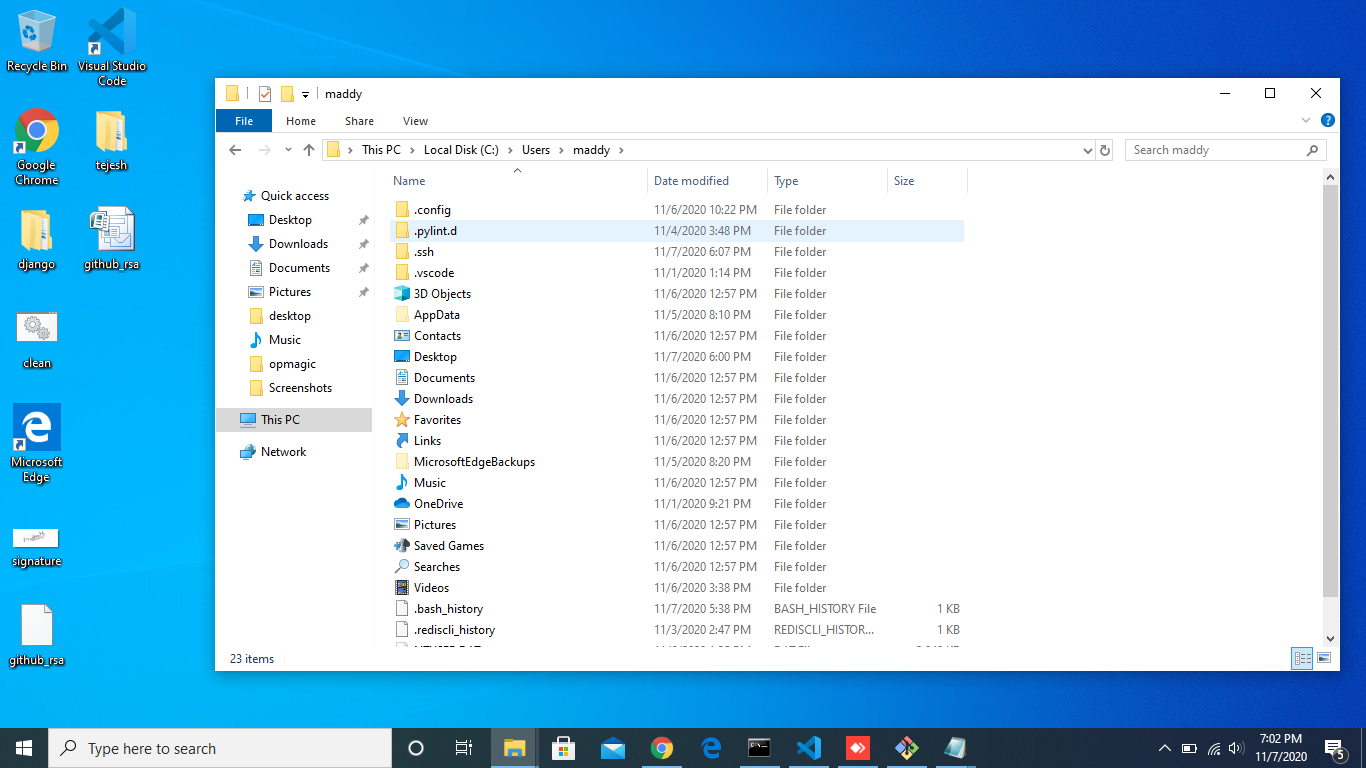 Recycle Bin
Visual Studio
Code
Google
Chrome
tejesh
django
github_rsa
clean
Microsoft
Edge
signature
github_rsa
maddy
File Home Share View
This PC > Local Disk (C:) > Users > maddy >
Search maddy
Quick access
Desktop
Downloads
Documents
Pictures
desktop
Music
opmagic
Screenshots
This PC
Network
Name Date modified Type Size
.config 11/6/2020 10:22 PM File folder
.pylint.d 11/4/2020 3:48 PM File folder
.ssh 11/7/2020 6:07 PM File folder
.vscode 11/1/2020 1:14 PM File folder
3D Objects 11/6/2020 12:57 PM File folder
AppData 11/5/2020 8:10 PM File folder
Contacts 11/6/2020 12:57 PM File folder
Desktop 11/7/2020 6:00 PM File folder
Documents 11/6/2020 12:57 PM File folder
Downloads 11/6/2020 12:57 PM File folder
Favorites 11/6/2020 12:57 PM File folder
Links 11/6/2020 12:57 PM File folder
MicrosoftEdgeBackups 11/5/2020 8:20 PM File folder
Music 11/6/2020 12:57 PM File folder
OneDrive 11/1/2020 9:21 PM File folder
Pictures 11/6/2020 12:57 PM File folder
Saved Games 11/6/2020 12:57 PM File folder
Searches 11/6/2020 12:57 PM File folder
Videos 11/6/2020 3:38 PM File folder
.bash_history 11/7/2020 5:38 PM BASH_HISTORY File 1 KB
.rediscli_history 11/3/2020 2:47 PM REDISCLI_HISTOR... 1 KB
23 items
Type here to search
7:02 PM
11/7/2020
5